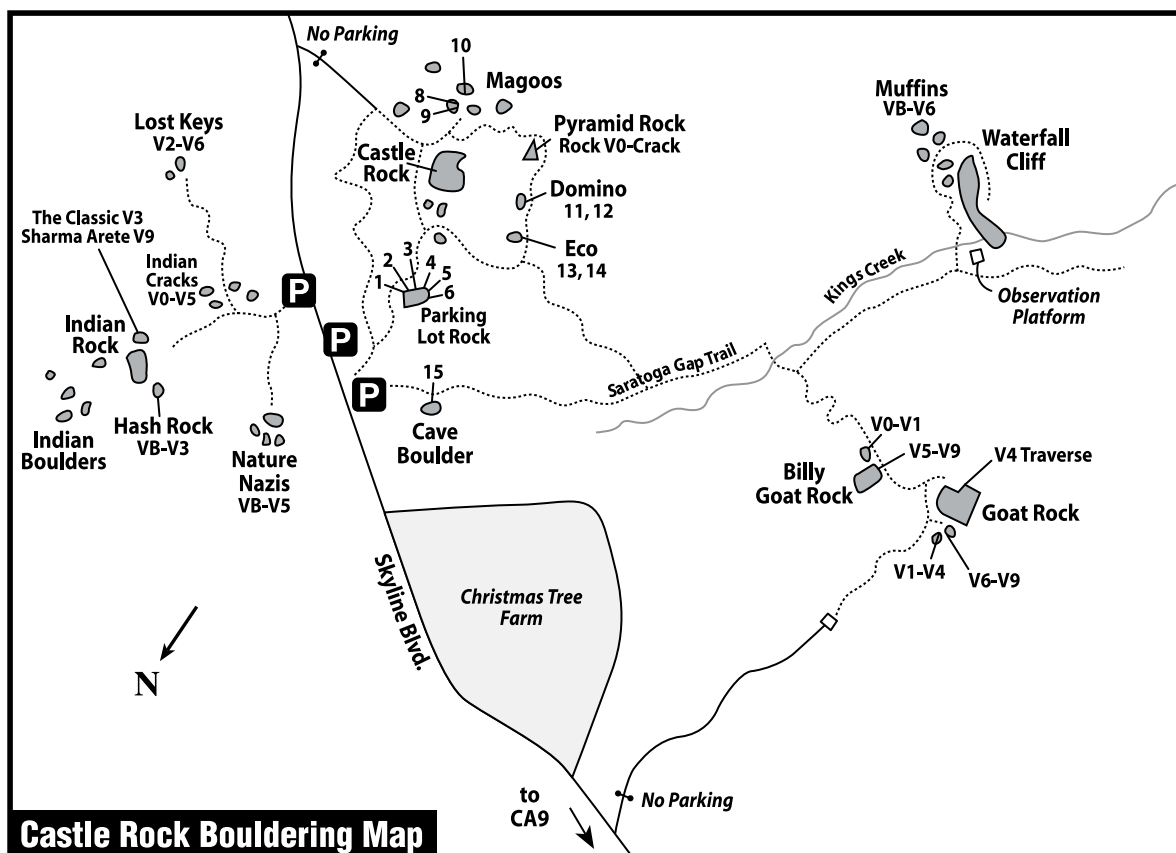 No Parking
10
Magoos
8
9
Muffins
VB-V6
Lost Keys
V2-V6
Pyramid Rock
Rock V0-Crack
Waterfall
Cliff
Castle
Rock
Domino
11, 12
The Classic V3
Sharma Arete V9
Eco
13, 14
Indian
Cracks
V0-V5
P
1
2
3
4
5
6
Parking
Lot Rock
Kings Creek
Observation
Platform
Indian
Rock
P
Saratoga Gap Trail
P
15
Cave
Boulder
Hash Rock
VB-V3
Indian
Boulders
Nature
Nazis
VB-V5
V0-V1
V5-V9
Billy
Goat Rock
V4 Traverse
Goat Rock
V1-V4
V6-V9
Skyline Blvd.
Christmas Tree
Farm
N
to
CA9
No Parking
Castle Rock Bouldering Map